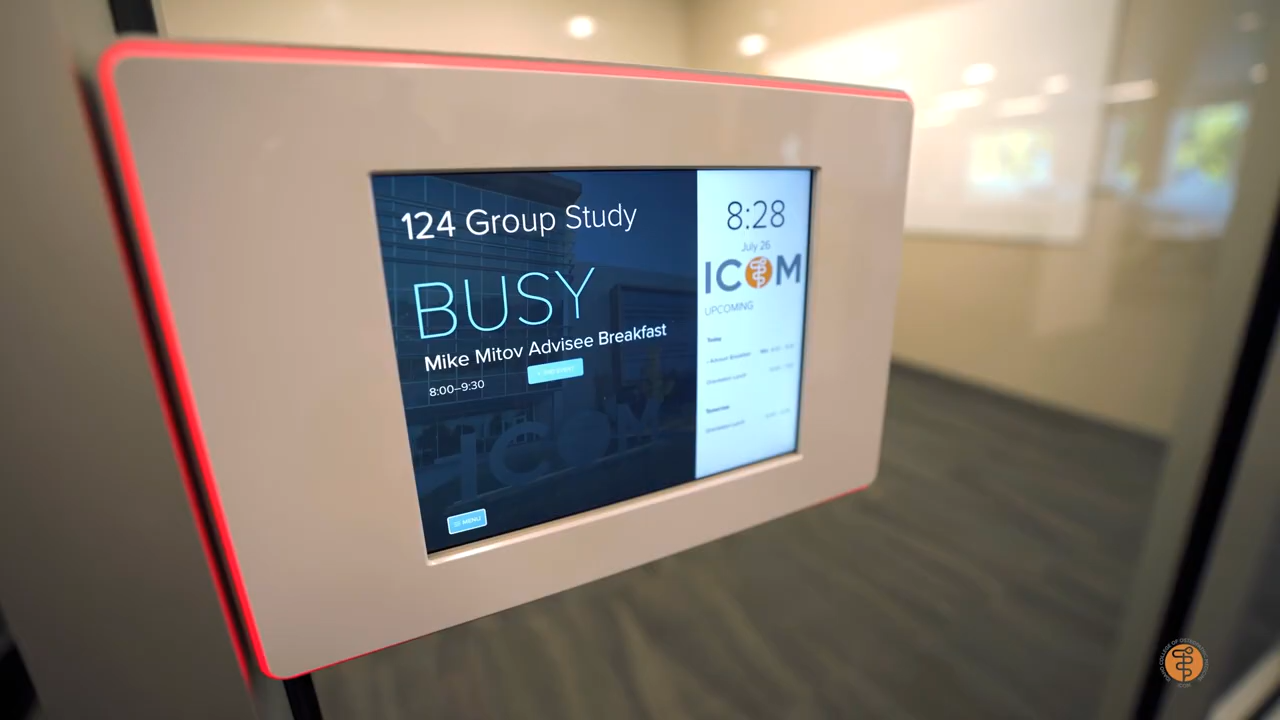 124 Group Study
BUSY
Mike Mitov Advisee Breakfast
8:00–9:30
MENU
8:28
July 26
ICOM
UPCOMING
Today
Tomorrow
ICOM